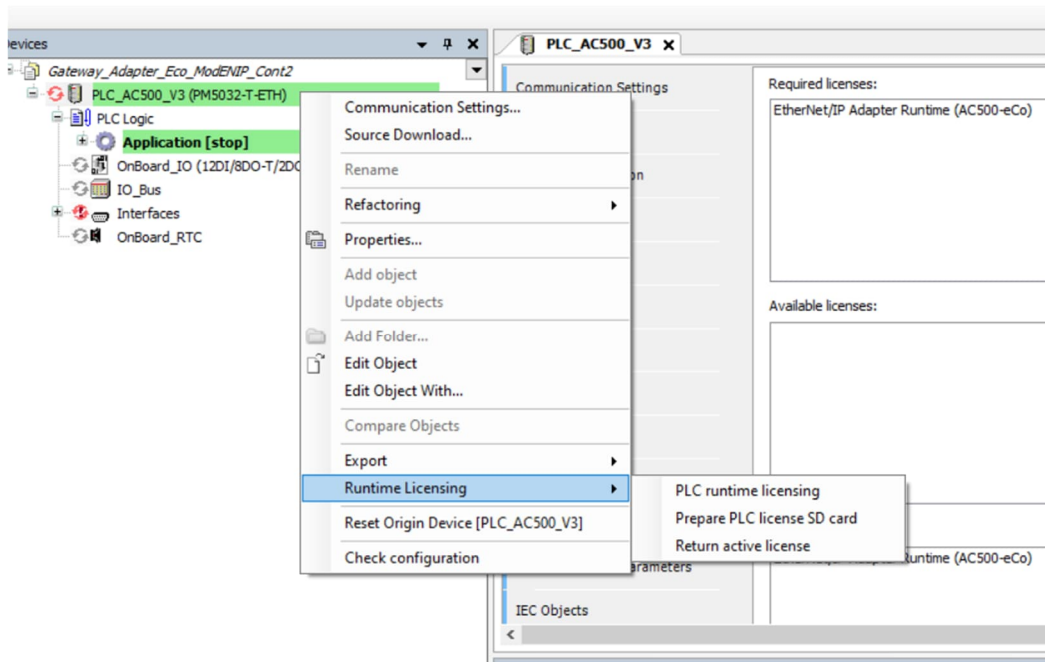 Devices
PLC_AC500_V3
Gateway_Adapter_Eco_ModENIP_Cont2
PLC_AC500_V3 (PM5032-T-ETH)
PLC Logic
Application [stop]
OnBoard_IO (12DI/8DO-T/2DO
IO_Bus
Interfaces
OnBoard_RTC
Communication Settings...
Source Download...
Rename
Refactoring
Properties...
Add object
Update objects
Add Folder...
Edit Object
Edit Object With...
Compare Objects
Export
Runtime Licensing
Reset Origin Device [PLC_AC500_V3]
Check configuration
PLC runtime licensing
Prepare PLC license SD card
Return active license
Communication Settings
IEC Objects
Required licenses:
EtherNet/IP Adapter Runtime (AC500-eCo)
Available licenses:
Runtime (AC500-eCo)